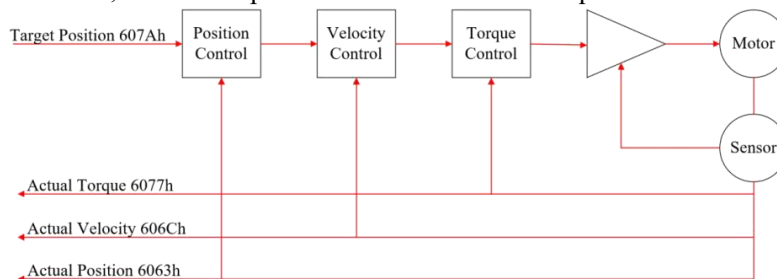 Target Position 607Ah
Position
Control
Velocity
Control
Torque
Control
Motor
Sensor
Actual Torque 6077h
Actual Velocity 606Ch
Actual Position 6063h